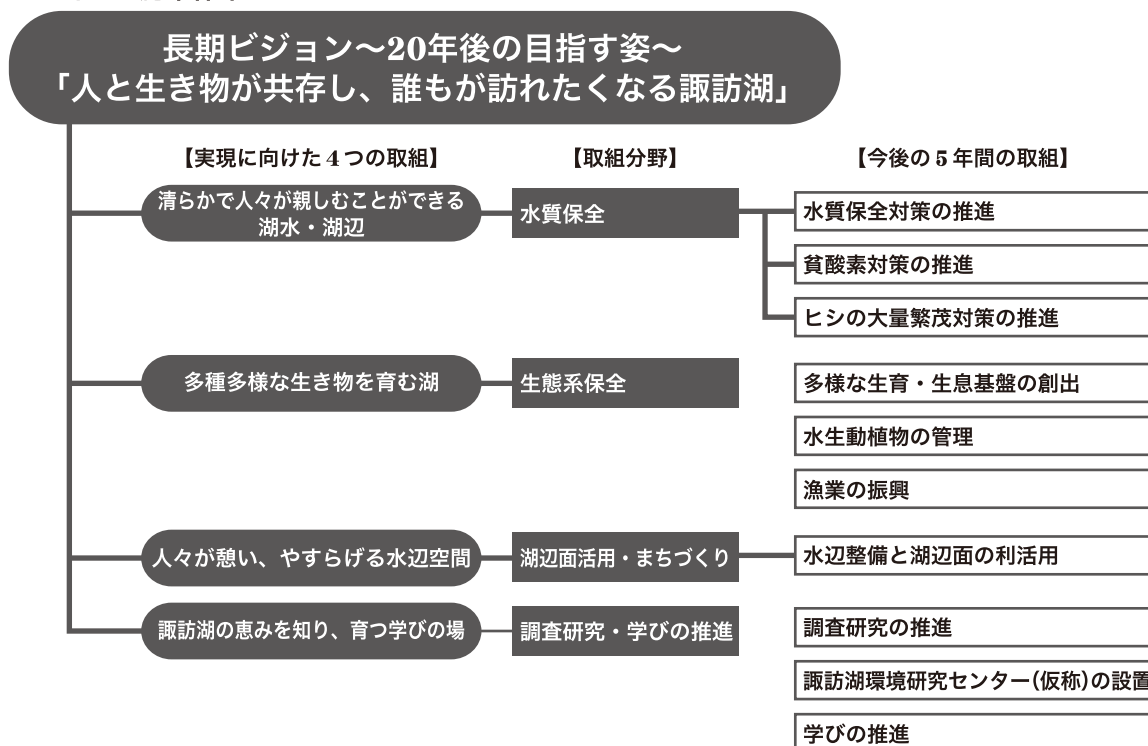 長期ビジョン～20年後の目指す姿～
「人と生き物が共存し、誰もが訪れたくなる諏訪湖」
【実現に向けた４つの取組】
【取組分野】
【今後の５年間の取組】
清らかで人々が親しむことができる
湖水・湖辺
水質保全
水質保全対策の推進
貧酸素対策の推進
ヒシの大量繁茂対策の推進
多種多様な生き物を育む湖
生態系保全
多様な生育・生息基盤の創出
水生動植物の管理
漁業の振興
人々が憩い、やすらげる水辺空間
湖辺面活用・まちづくり
水辺整備と湖辺面の利活用
諏訪湖の恵みを知り、育つ学びの場
調査研究・学びの推進
調査研究の推進
諏訪湖環境研究センター(仮称)の設置
学びの推進